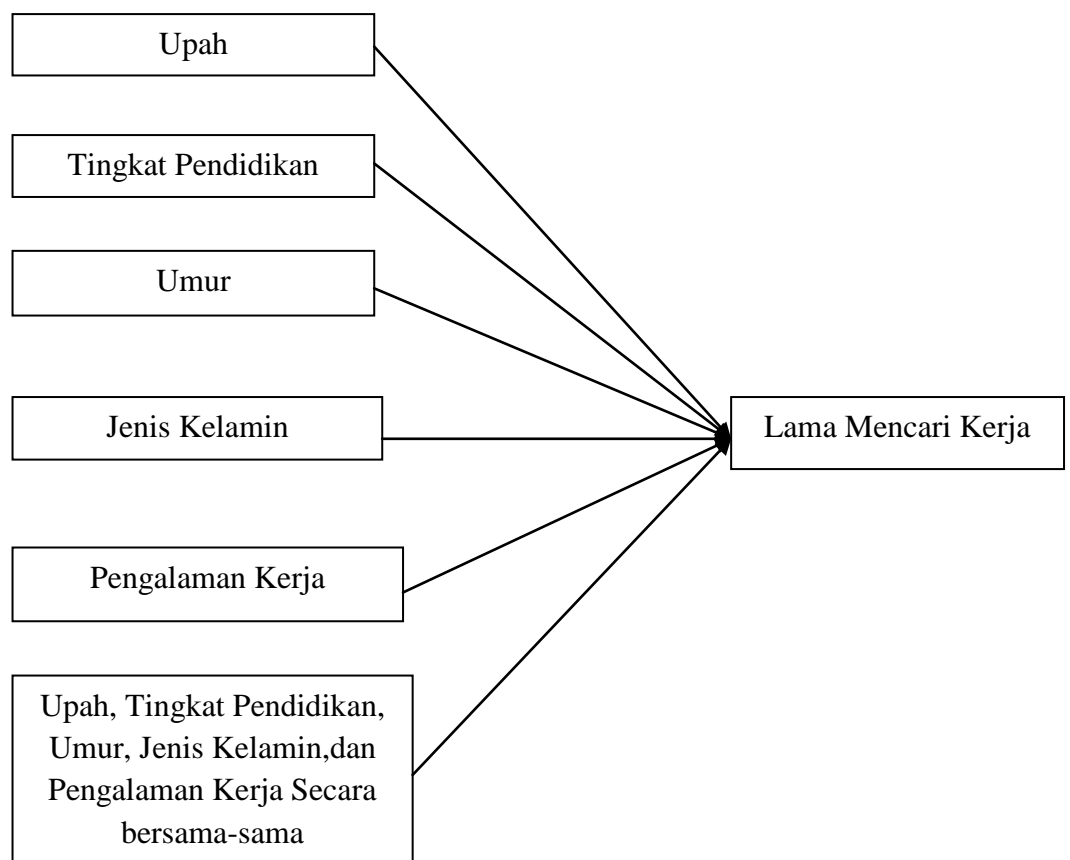 Upah
Tingkat Pendidikan
Umur
Jenis Kelamin
Lama Mencari Kerja
Pengalaman Kerja
Upah, Tingkat Pendidikan,
Umur, Jenis Kelamin,dan
Pengalaman Kerja Secara
bersama-sama